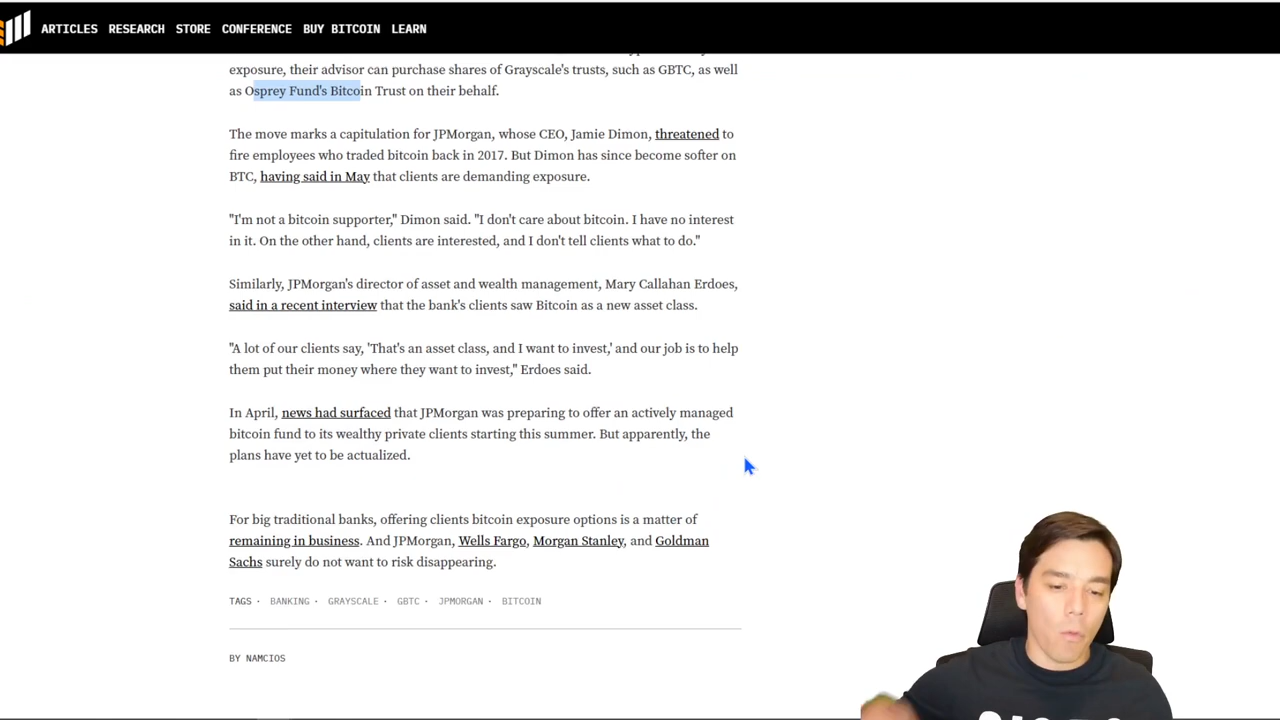 ARTICLES RESEARCH STORE CONFERENCE BUY BITCOIN LEARN
exposure, their advisor can purchase shares of Grayscale's trusts, such as GBTC, as well
as Osprey Fund's Bitcoin Trust on their behalf.
The move marks a capitulation for JPMorgan, whose CEO, Jamie Dimon, threatened to
fire employees who traded bitcoin back in 2017. But Dimon has since become softer on
BTC, having said in May that clients are demanding exposure.
"I'm not a bitcoin supporter," Dimon said. "I don't care about bitcoin. I have no interest
in it. On the other hand, clients are interested, and I don't tell clients what to do."
Similarly, JPMorgan's director of asset and wealth management, Mary Callahan Erdoes,
said in a recent interview that the bank's clients saw Bitcoin as a new asset class.
"A lot of our clients say, 'That's an asset class, and I want to invest,' and our job is to help
them put their money where they want to invest," Erdoes said.
In April, news had surfaced that JPMorgan was preparing to offer an actively managed
bitcoin fund to its wealthy private clients starting this summer. But apparently, the
plans have yet to be actualized.
For big traditional banks, offering clients bitcoin exposure options is a matter of
remaining in business. And JPMorgan, Wells Fargo, Morgan Stanley, and Goldman
Sachs surely do not want to risk disappearing.
TAGS · BANKING · GRAYSCALE · GBTC · JPMORGAN · BITCOIN
BY NAMCIOS